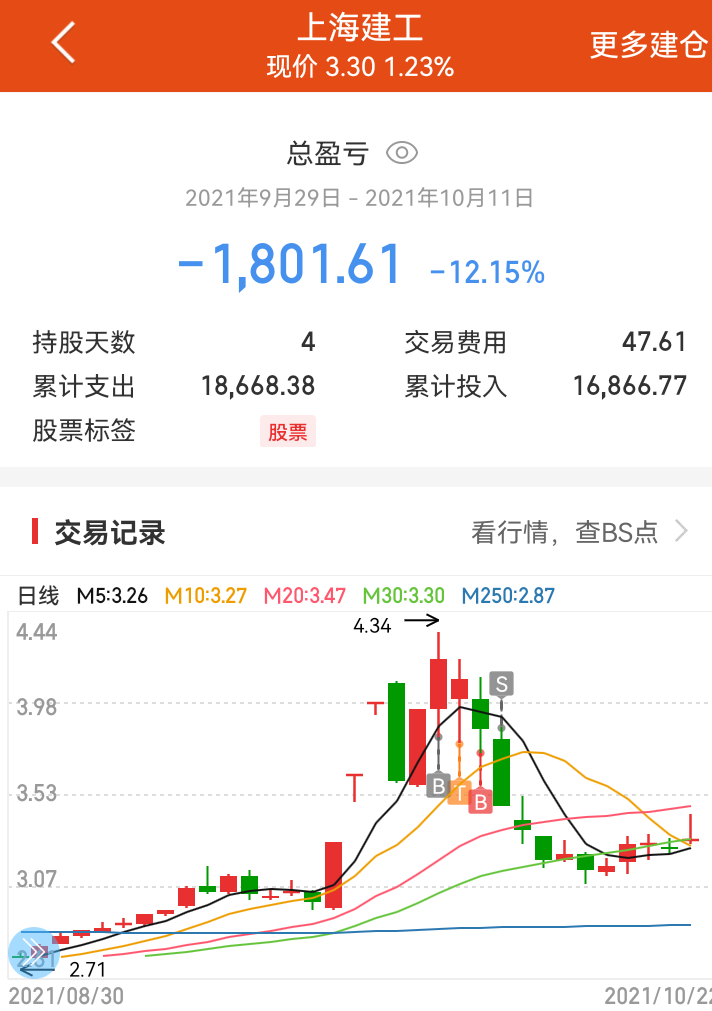 上海建工
现价 3.30 1.23%
更多建仓
总盈亏
2021年9月29日 - 2021年10月11日
-1,801.61 -12.15%
持股天数 4 交易费用 47.61
累计支出 18,668.38 累计投入 16,866.77
股票标签 股票
交易记录 看行情，查BS点
日线 M5:3.26 M10:3.27 M20:3.47 M30:3.30 M250:2.87
4.44
4.34
3.98
S
3.53
B T B
3.07
2.71
2021/08/30 2021/10/22